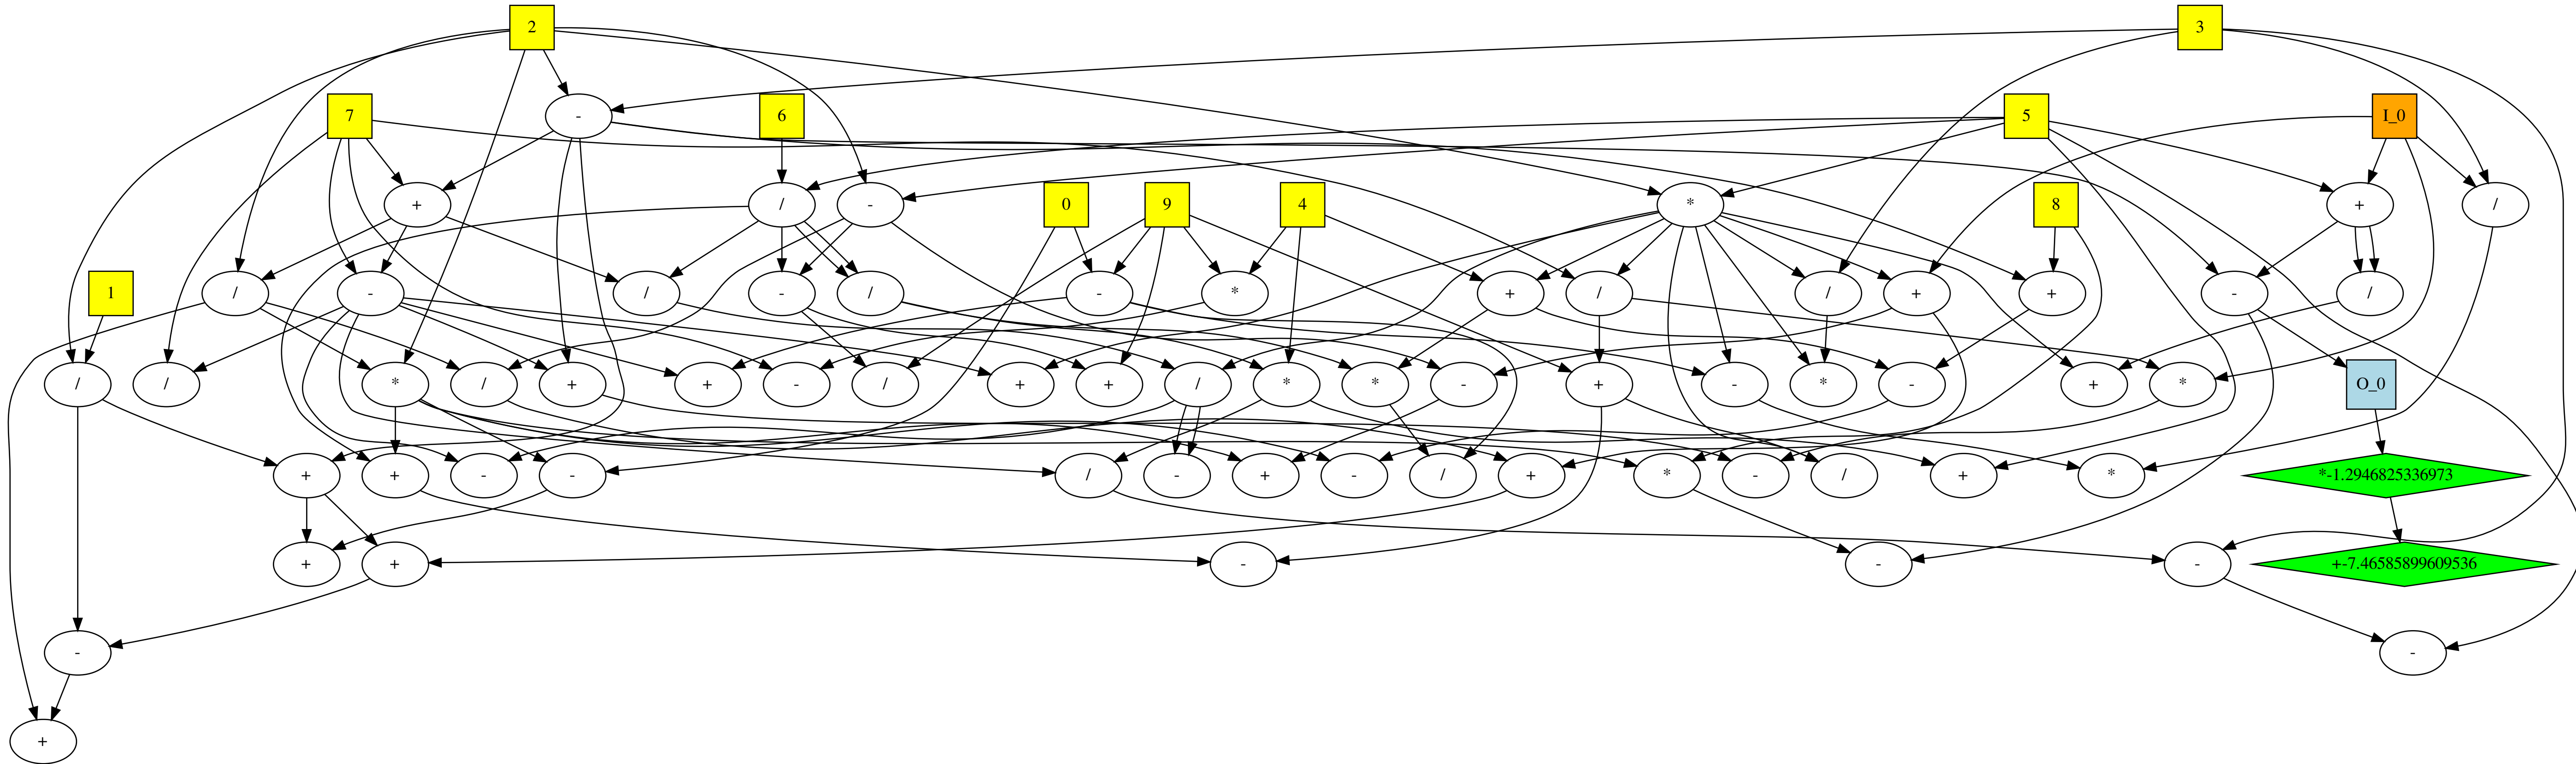 2 3
7 - 6 5 I_0
+ / - 0 9 4 * 8 + /
1 / - / - / - * + / / + + - /
/ / * / + + - / + + / * * - + - * - + * O_0
+ + - - / - + - / + * - / + * *-1.2946825336973
+ + - - - +-7.46585899609536
- -
+